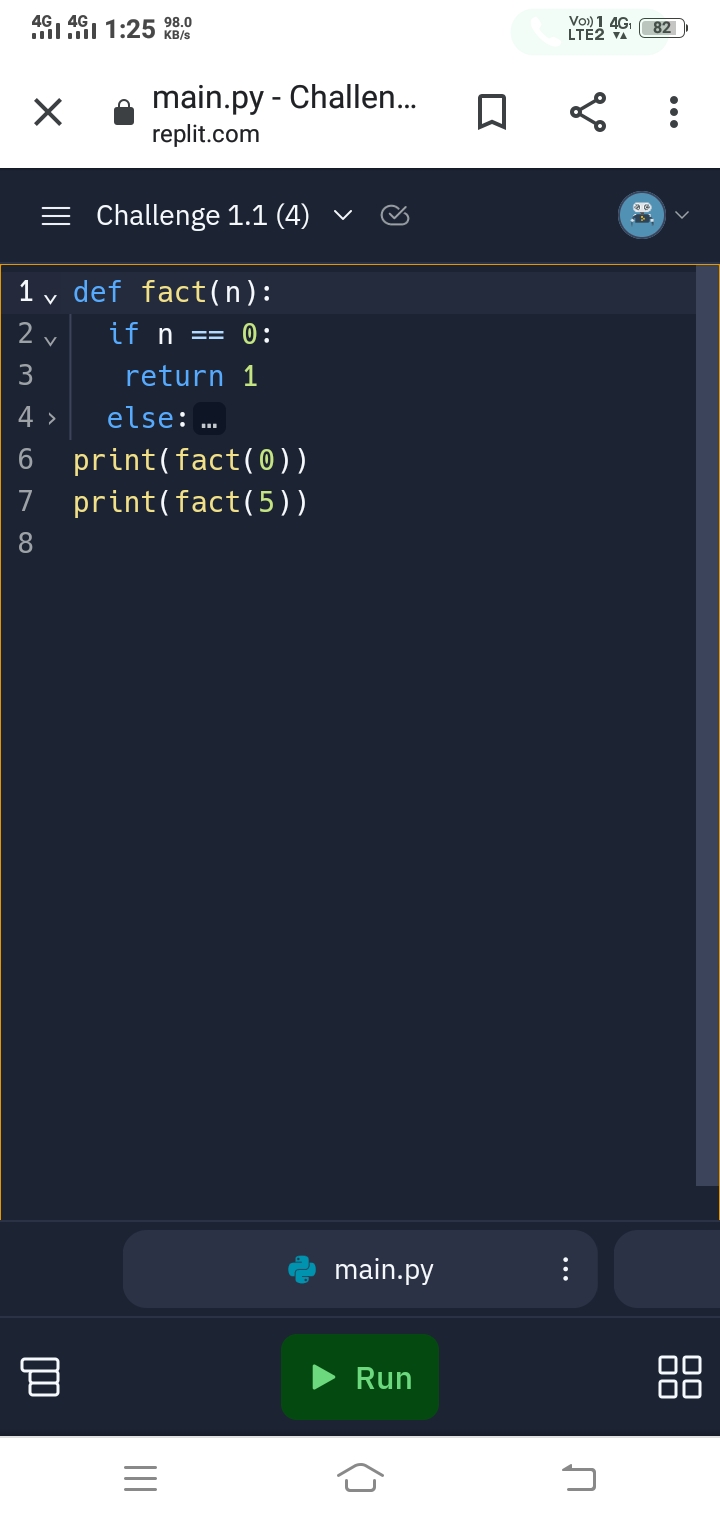 4G 4G 1:25 98.0 KB/s Vo)) 1 4G LTE2 82
main.py - Challen...
replit.com
Challenge 1.1 (4)
1 def fact(n):
2   if n == 0:
3    return 1
4   else:…
6 print(fact(0))
7 print(fact(5))
8
main.py
Run